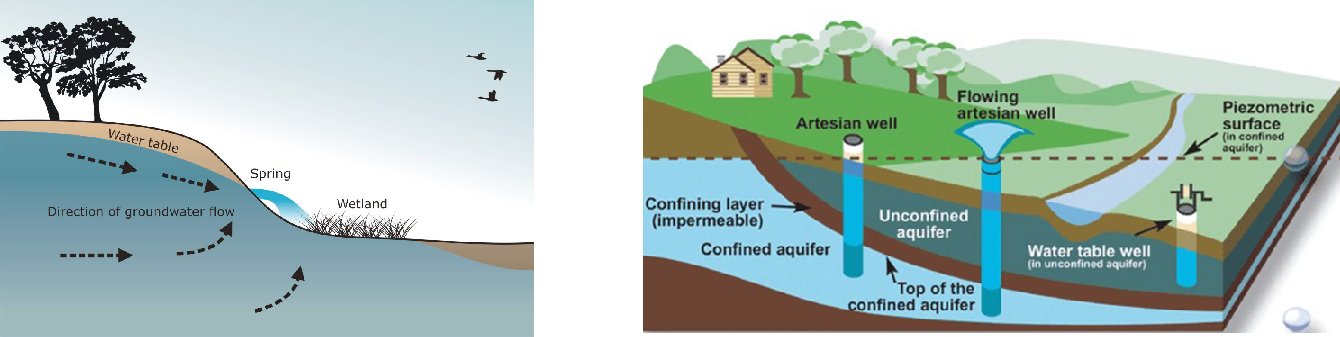 Water table
Spring
Wetland
Direction of groundwater flow
Flowing
artesian well
Artesian well
Piezometric
surface
(in confined
aquifer)
Confining layer
(impermeable)
Unconfined
aquifer
Confined aquifer
Water table well
(in unconfined aquifer)
Top of the
confined aquifer